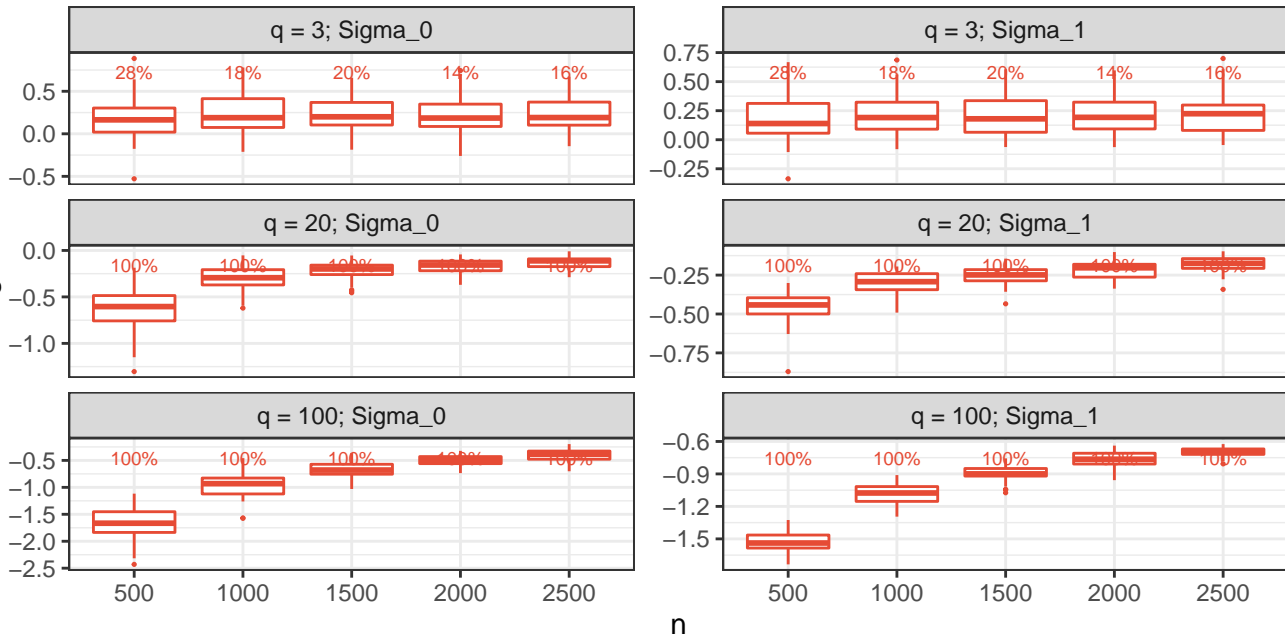 q = 3; Sigma_0
q = 3; Sigma_1
0.5
0.0
−0.5
28% 18% 20% 14% 16%
0.75
0.50
0.25
0.00
−0.25
28% 18% 20% 14% 16%
q = 20; Sigma_0
q = 20; Sigma_1
0.0
−0.5
−1.0
100% 100% 100% 100% 100%
−0.25
−0.50
−0.75
100% 100% 100% 100% 100%
q = 100; Sigma_0
q = 100; Sigma_1
−0.5
−1.0
−1.5
−2.0
−2.5
100% 100% 100% 100% 100%
−0.6
−0.9
−1.2
−1.5
100% 100% 100% 100% 100%
500 1000 1500 2000 2500
500 1000 1500 2000 2500
n